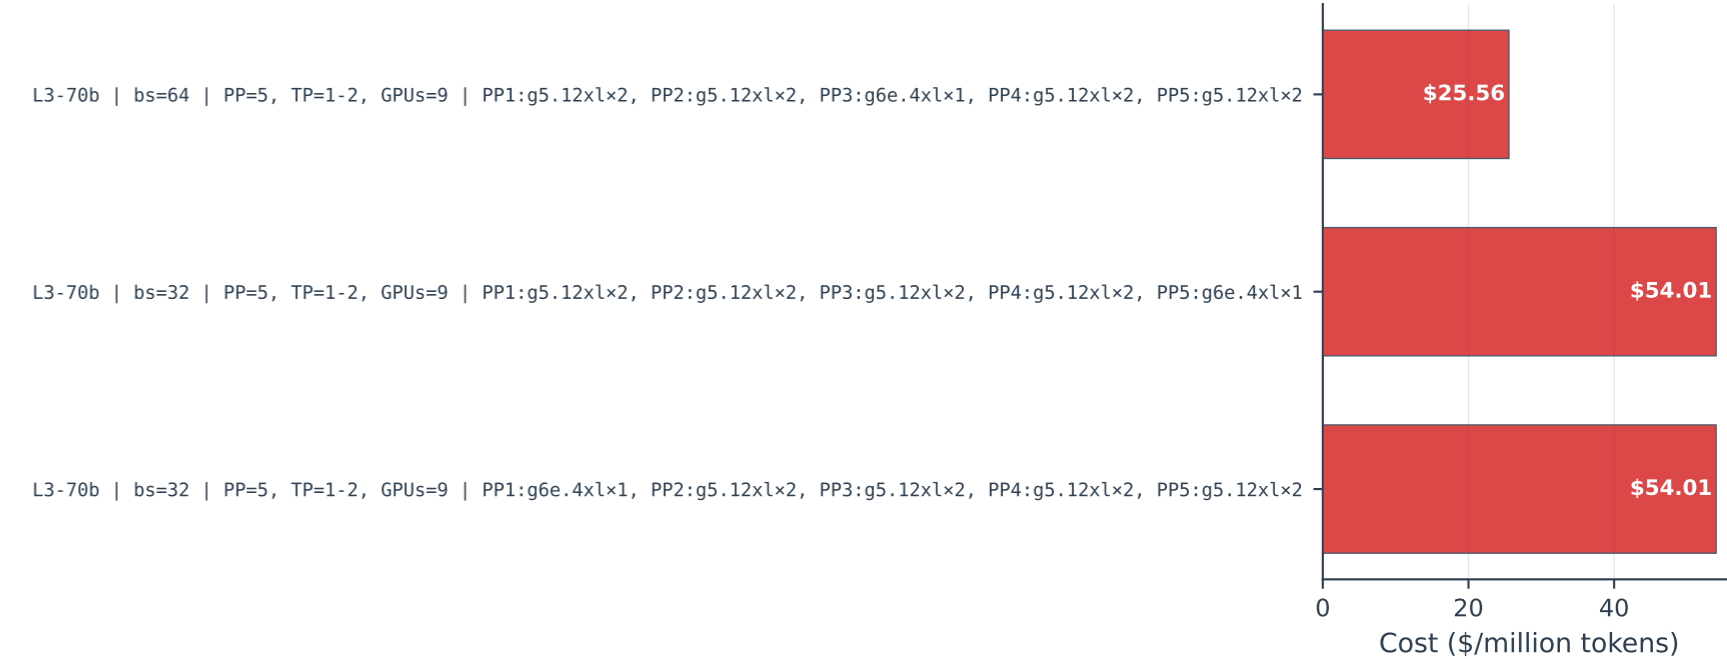 L3-70b | bs=64 | PP=5, TP=1-2, GPUs=9 | PP1:g5.12xl×2, PP2:g5.12xl×2, PP3:g6e.4xl×1, PP4:g5.12xl×2, PP5:g5.12xl×2
$25.56
L3-70b | bs=32 | PP=5, TP=1-2, GPUs=9 | PP1:g5.12xl×2, PP2:g5.12xl×2, PP3:g5.12xl×2, PP4:g5.12xl×2, PP5:g6e.4xl×1
$54.01
L3-70b | bs=32 | PP=5, TP=1-2, GPUs=9 | PP1:g6e.4xl×1, PP2:g5.12xl×2, PP3:g5.12xl×2, PP4:g5.12xl×2, PP5:g5.12xl×2
$54.01
0 20 40
Cost ($/million tokens)